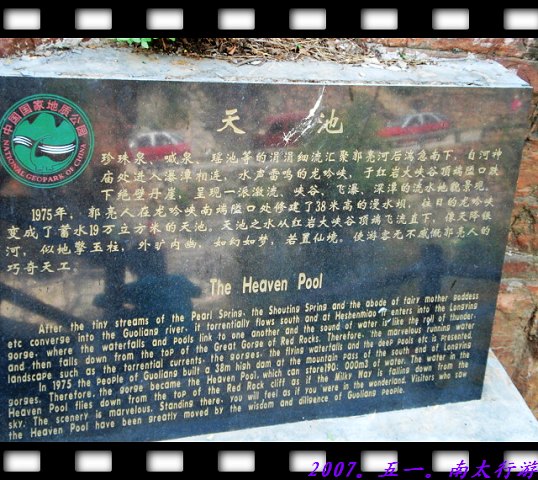 中国国家地质公园
NATIONAL GEOPARK OF CHINA
天池
珍珠泉、喊泉、瑶池等的涓涓细流汇聚郭亮河后湍急南下，自河神
庙处进入瀑潭相连，水声雷鸣的龙吟峡，于红岩大峡谷顶端隘口跌
下绝壁丹崖，呈现一派激流、峡谷、飞瀑、深潭的流水地貌景观。
1975年，郭亮人在龙吟峡南端隘口处修建了38米高的漫水坝，往日的龙吟峡
变成了蓄水19万立方米的天池。天池之水从红岩大峡谷顶端飞流直下，像天降银
河，似地擎玉柱，外旷内幽，如幻如梦，若置仙境。使游客无不感慨郭亮人的
巧奇天工。
The Heaven Pool
After the tiny streams of the Pearl Spring, the Shouting Spring and the abode of fairy mother goddess
etc converge into the Guoliang river, it torrentially flows south and at Heshenmiao it enters into the Longying
gorge, where the waterfalls and Pools link to one another and the sound of water is like the roll of thunder,
and then falls down from the top of the Great Gorge of Red Rocks. Therefore, the marvelous running water
landscape such as the torrential currents, the gorges, the flying waterfalls and the deep pools etc is presented.
In 1975 the People of Guoliang built a 38m high dam at the mountain pass of the south end of Longying
gorges. Therefore, the gorge became the Heaven Pool, which can store190, 000m3 of water. The water in the
Heaven Pool flies down from the top of the Red Rock cliff as if the Milky Way is falling down from the
sky. The scenery is marvelous. Standing there, you will feel as if you were in the wonderland. Visitors who saw
the Heaven Pool have been greatly moved by the wisdom and diligence of Guoliang people.
2007。五一。南太行游